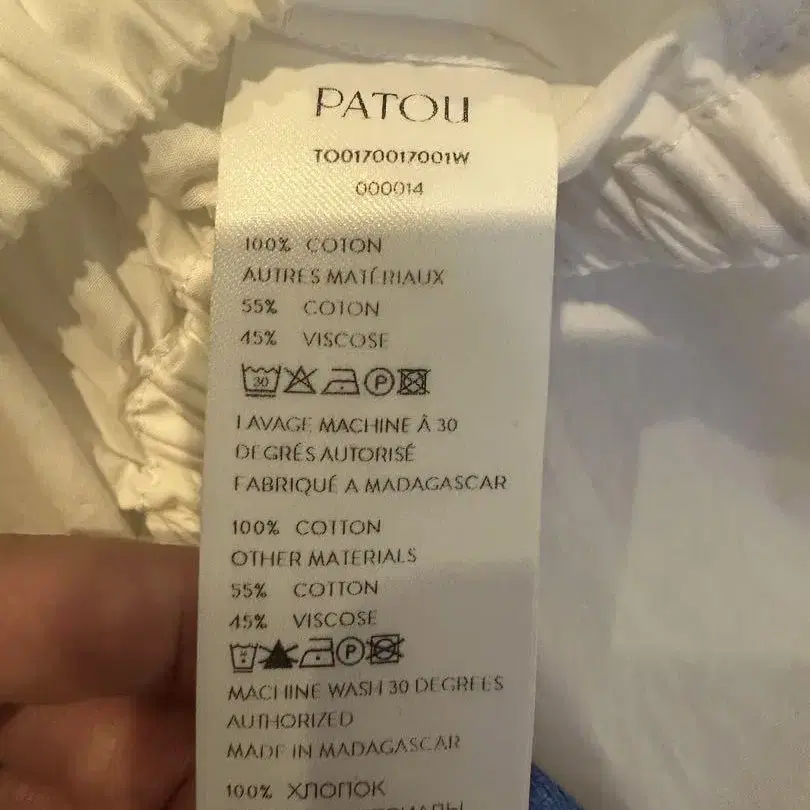 PATOU
TO0170017001W
000014
100% COTON
AUTRES MATÉRIAUX
55% COTON
45% VISCOSE
30 P
LAVAGE MACHINE À 30
DEGRÉS AUTORISÉ
FABRIQUÉ A MADAGASCAR
100% COTTON
OTHER MATERIALS
55% COTTON
45% VISCOSE
P
MACHINE WASH 30 DEGREES
AUTHORIZED
MADE IN MADAGASCAR
100% ХЛОПОК